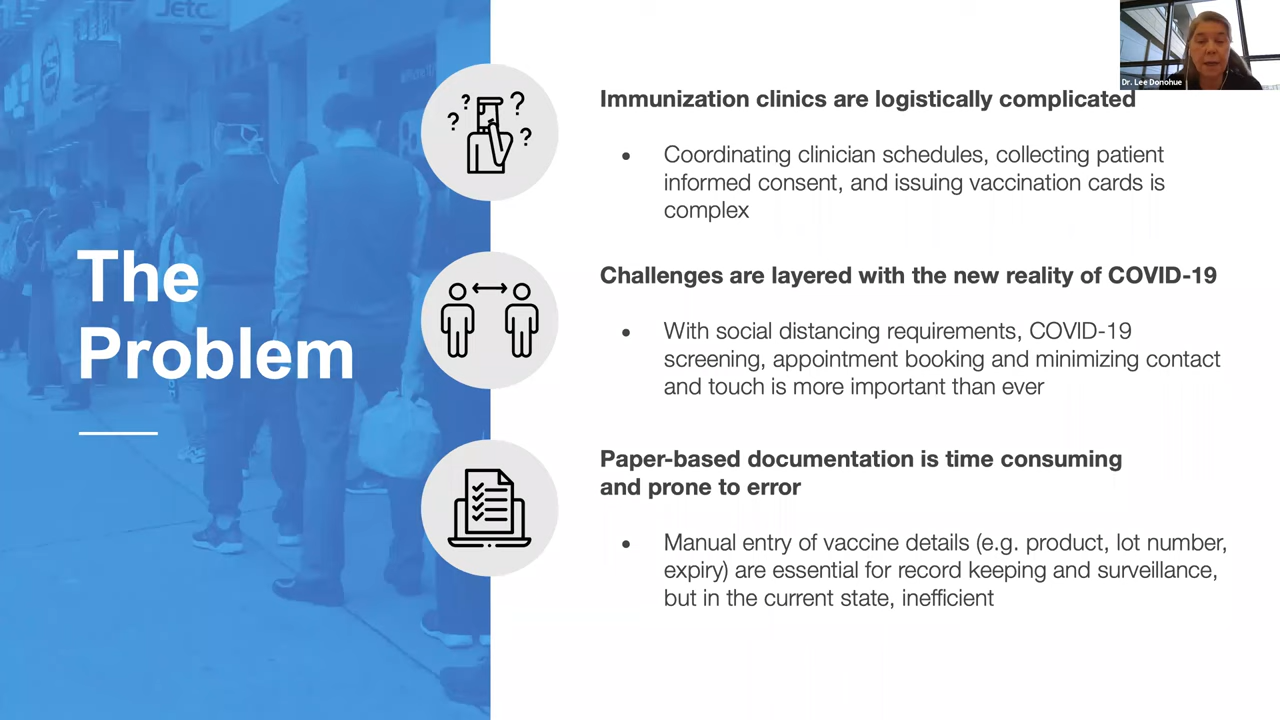 Jetc
The
Problem
Dr. Lee Donohue
Immunization clinics are logistically complicated
• Coordinating clinician schedules, collecting patient
informed consent, and issuing vaccination cards is
complex
Challenges are layered with the new reality of COVID-19
• With social distancing requirements, COVID-19
screening, appointment booking and minimizing contact
and touch is more important than ever
Paper-based documentation is time consuming
and prone to error
• Manual entry of vaccine details (e.g. product, lot number,
expiry) are essential for record keeping and surveillance,
but in the current state, inefficient